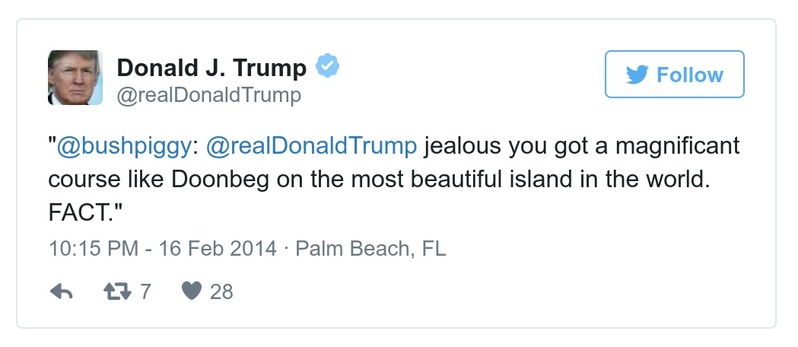 Donald J. Trump
@realDonaldTrump
Follow
"@bushpiggy: @realDonaldTrump jealous you got a magnificent
course like Doonbeg on the most beautiful island in the world.
FACT."
10:15 PM - 16 Feb 2014 · Palm Beach, FL
7 28